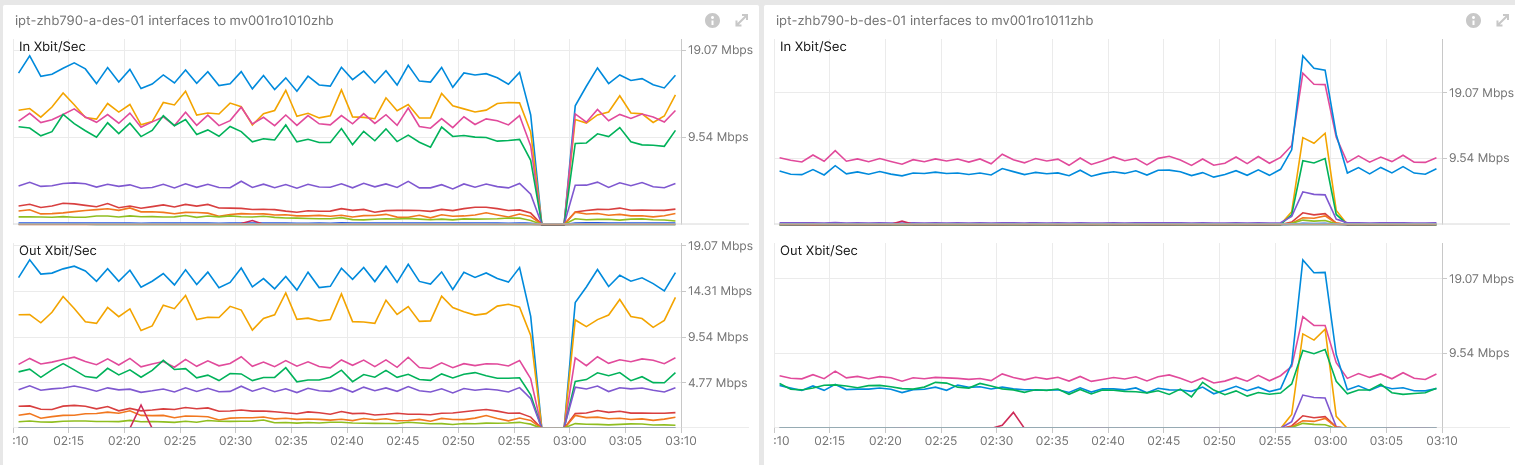 ipt-zhb790-a-des-01 interfaces to mv001ro1010zhb
In Xbit/Sec
19.07 Mbps
9.54 Mbps
Out Xbit/Sec
19.07 Mbps
14.31 Mbps
9.54 Mbps
4.77 Mbps
:10 02:15 02:20 02:25 02:30 02:35 02:40 02:45 02:50 02:55 03:00 03:05 03:10
ipt-zhb790-b-des-01 interfaces to mv001ro1011zhb
In Xbit/Sec
19.07 Mbps
9.54 Mbps
Out Xbit/Sec
19.07 Mbps
9.54 Mbps
:10 02:15 02:20 02:25 02:30 02:35 02:40 02:45 02:50 02:55 03:00 03:05 03:10